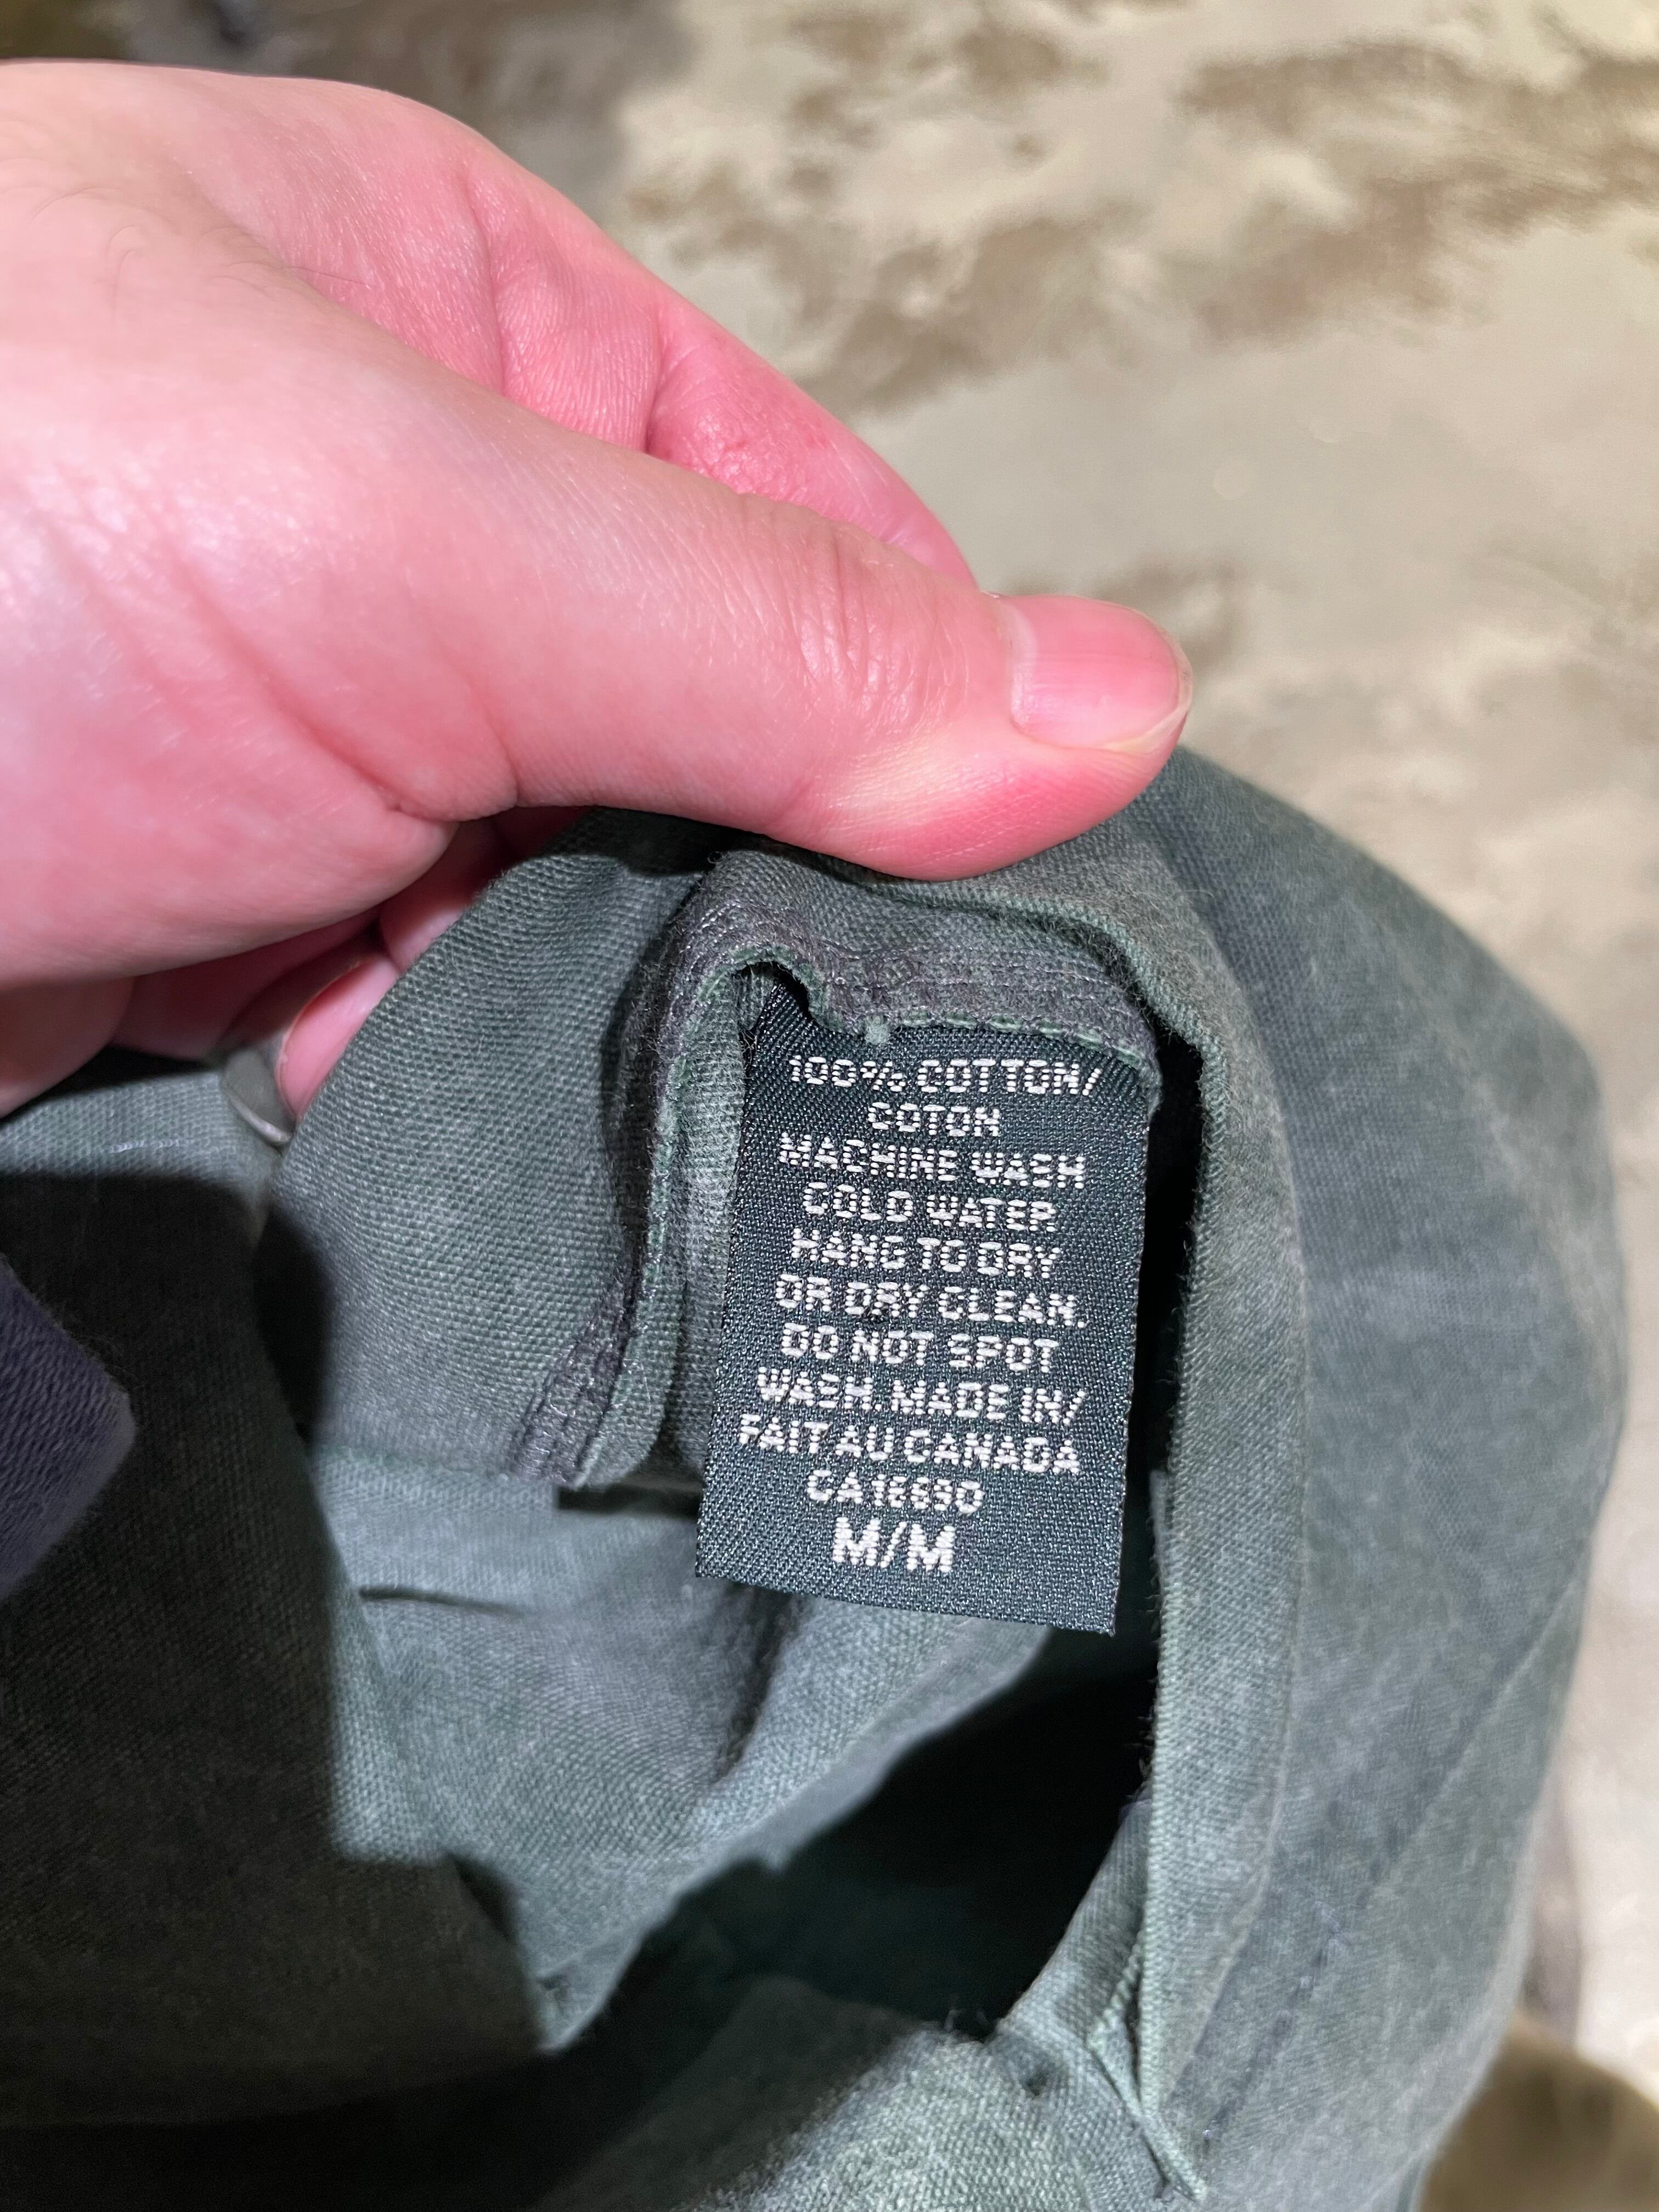 100% COTTON/
COTON
MACHINE WASH
COLD WATER
HANG TO DRY
OR DRY CLEAN.
DO NOT SPOT
WASH.MADE IN/
FAIT AU CANADA
CA16690
M/M